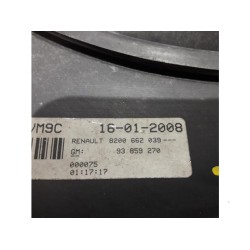 VM9C 16-01-2008
RENAULT 8200 662 039---
GM: 93 859 270
000075
01:17:17